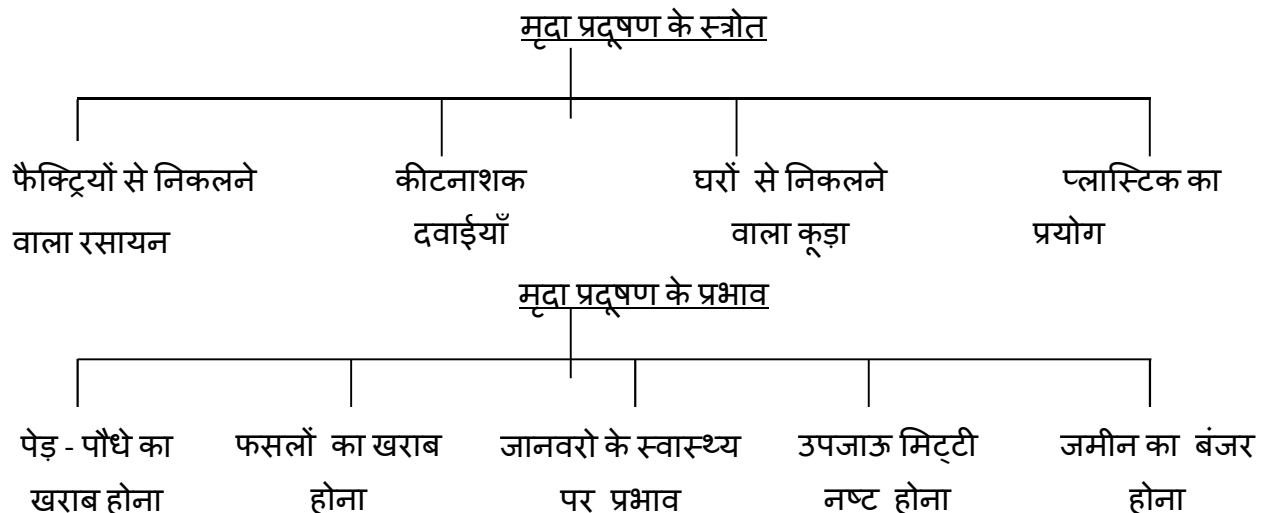 मृदा प्रदूषण के स्त्रोत
फैक्ट्रियों से निकलने कीटनाशक घरों से निकलने प्लास्टिक का
वाला रसायन दवाईयाँ वाला कूड़ा प्रयोग
मृदा प्रदूषण के प्रभाव
पेड़ - पौधे का फसलों का खराब जानवरो के स्वास्थ्य उपजाऊ मिट्टी जमीन का बंजर
खराब होना होना पर प्रभाव नष्ट होना होना